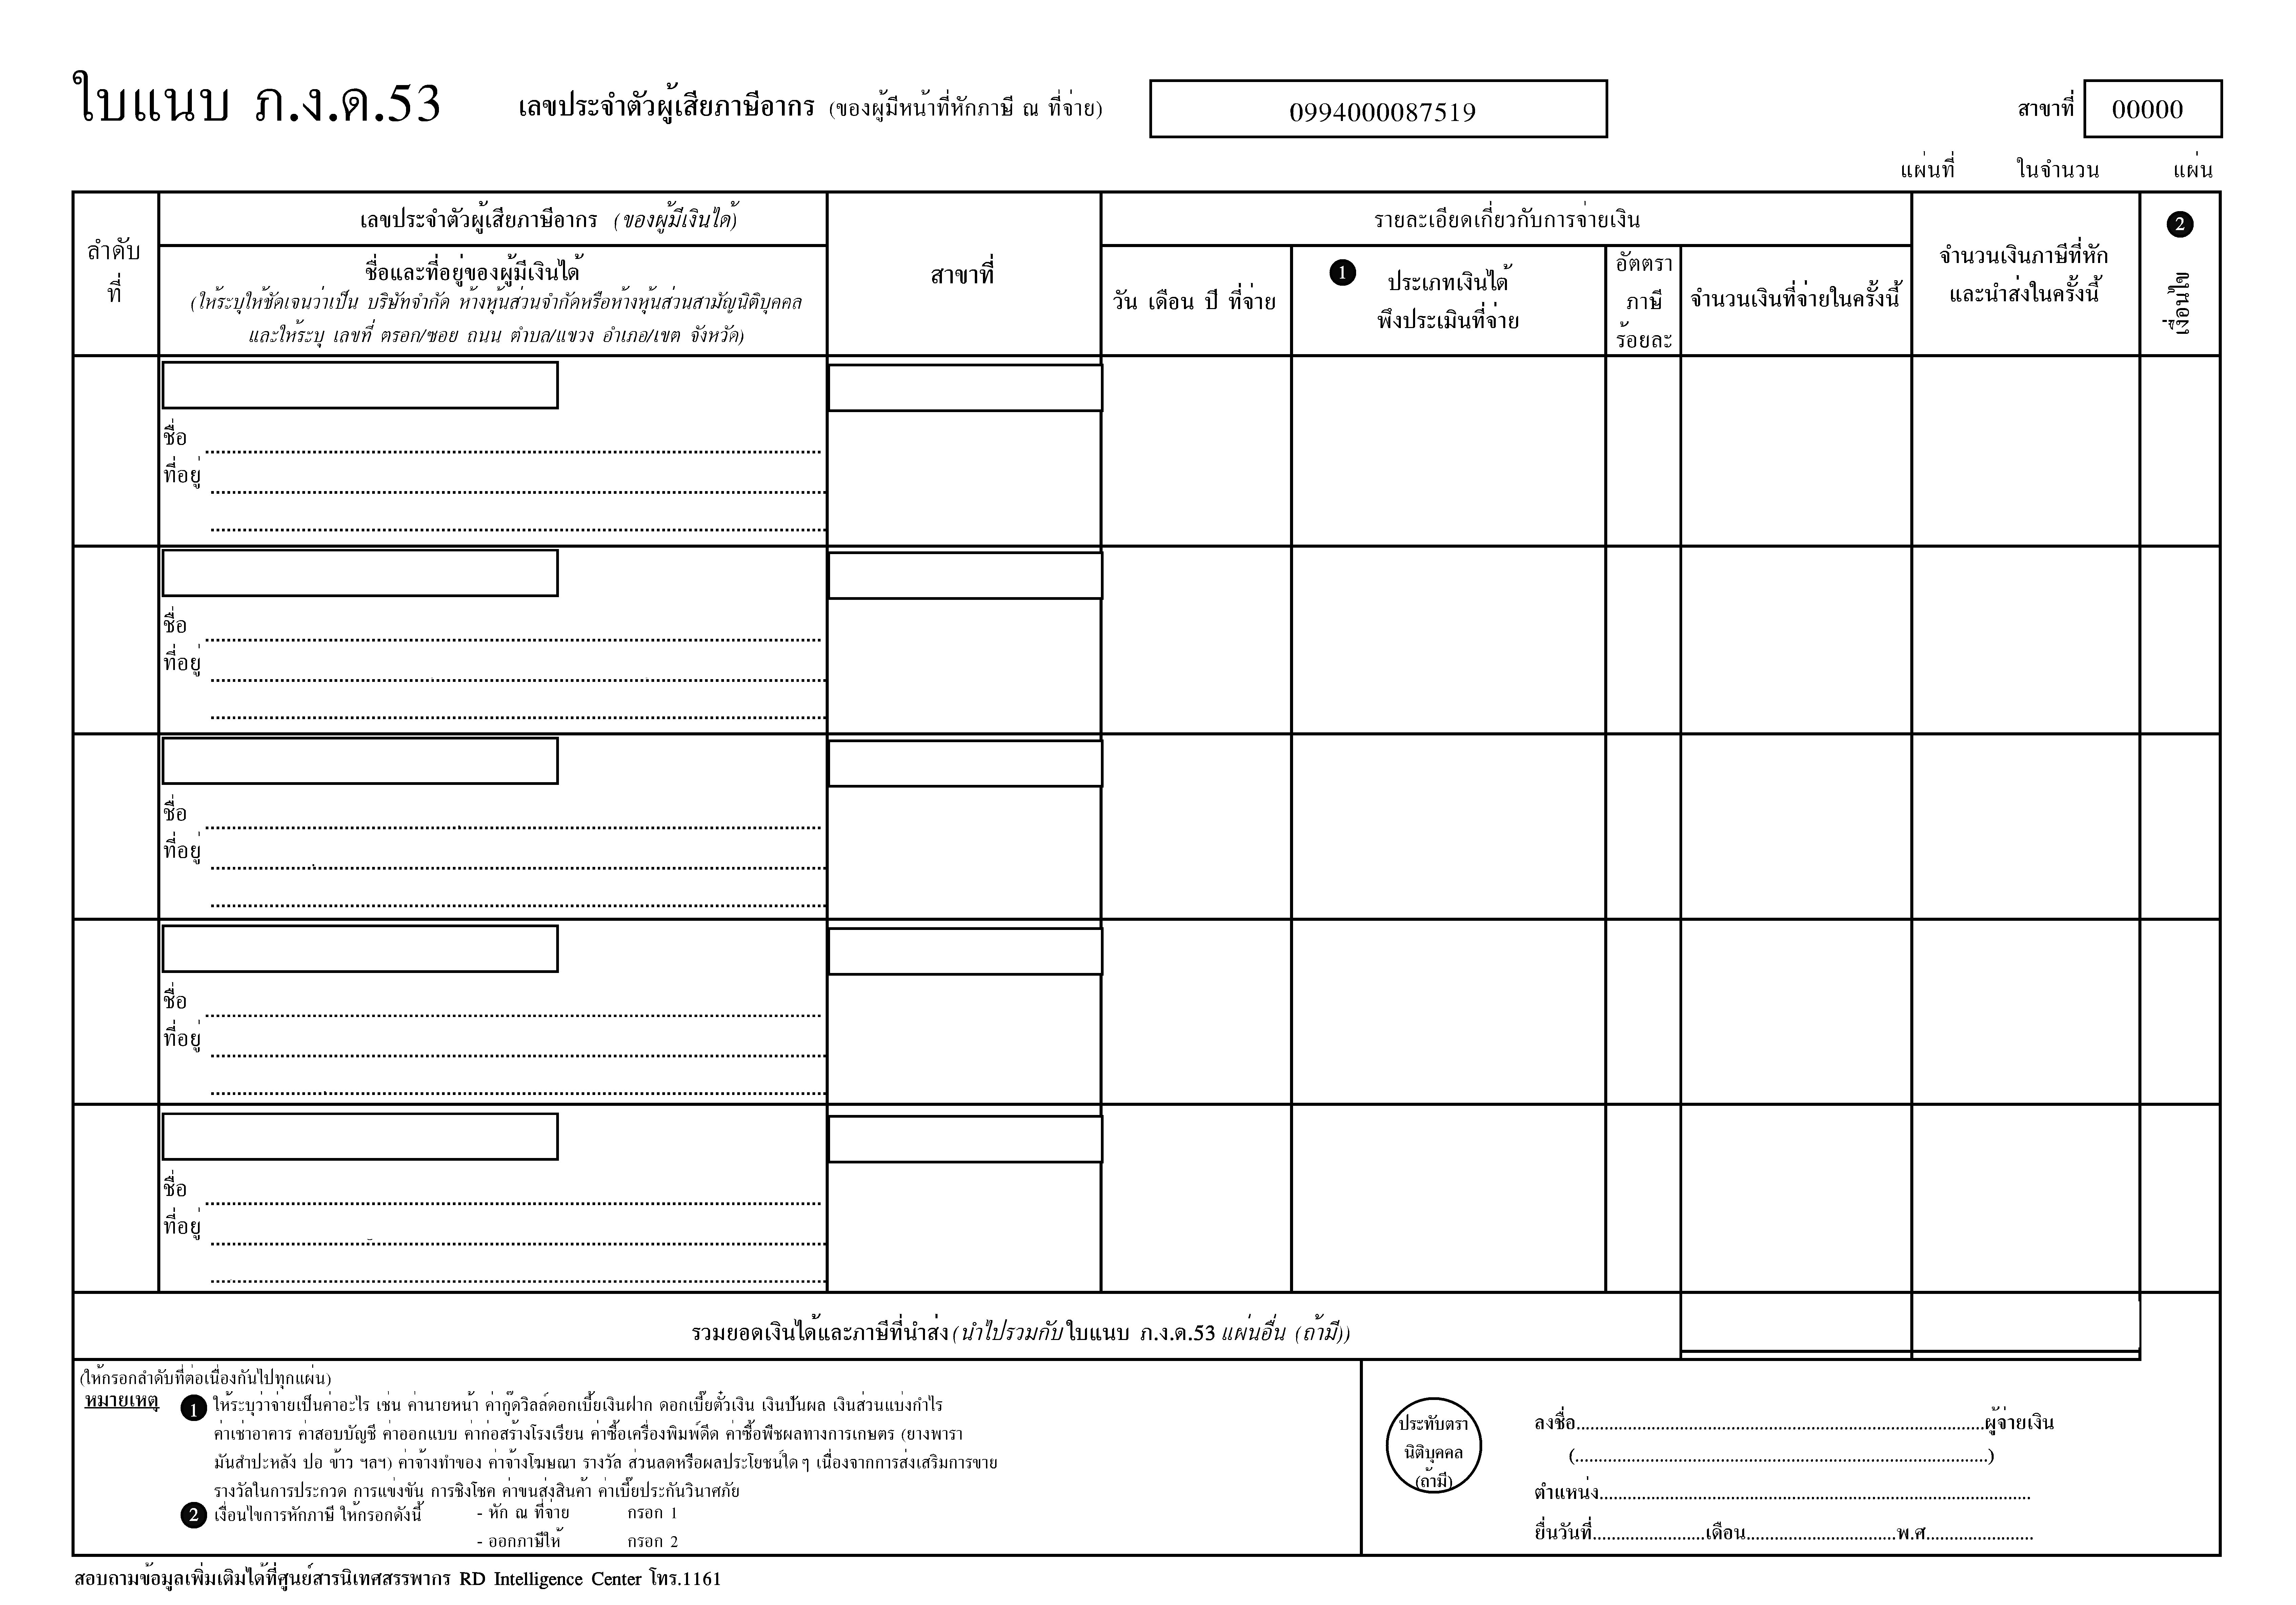 ใบแนบ ภ.ง.ด.53 เลขประจำตัวผู้เสียภาษีอากร (ของผู้มีหน้าที่หักภาษี ณ ที่จ่าย) 0994000087519 สาขาที่ 00000
แผ่นที่ ในจำนวน แผ่น
ลำดับ
ที่
เลขประจำตัวผู้เสียภาษีอากร (ของผู้มีเงินได้)
ชื่อและที่อยู่ของผู้มีเงินได้
(ให้ระบุให้ชัดเจนว่าเป็น บริษัทจำกัด ห้างหุ้นส่วนจำกัดหรือห้างหุ้นส่วนสามัญนิติบุคคล
และให้ระบุ เลขที่ ตรอก/ซอย ถนน ตำบล/แขวง อำเภอ/เขต จังหวัด)
สาขาที่
รายละเอียดเกี่ยวกับการจ่ายเงิน
วัน เดือน ปี ที่จ่าย
1 ประเภทเงินได้
พึงประเมินที่จ่าย
อัตตรา
ภาษี
ร้อยละ
จำนวนเงินที่จ่ายในครั้งนี้
จำนวนเงินภาษีที่หัก
และนำส่งในครั้งนี้
2
เงื่อนไข
ชื่อ
ที่อยู่
ชื่อ
ที่อยู่
ชื่อ
ที่อยู่
ชื่อ
ที่อยู่
ชื่อ
ที่อยู่
รวมยอดเงินได้และภาษีที่นำส่ง (นำไปรวมกับ ใบแนบ ภ.ง.ด.53 แผ่นอื่น (ถ้ามี))
(ให้กรอกลำดับที่ต่อเนื่องกันไปทุกแผ่น)
หมายเหตุ 1 ให้ระบุว่าจ่ายเป็นค่าอะไร เช่น ค่านายหน้า ค่ากู๊ดวิลล์ดอกเบี้ยเงินฝาก ดอกเบี้ยตั๋วเงิน เงินปันผล เงินส่วนแบ่งกำไร
ค่าเช่าอาคาร ค่าสอบบัญชี ค่าออกแบบ ค่าก่อสร้างโรงเรียน ค่าซื้อเครื่องพิมพ์ดีด ค่าซื้อพืชผลทางการเกษตร (ยางพารา
มันสำปะหลัง ปอ ข้าว ฯลฯ) ค่าจ้างทำของ ค่าจ้างโฆษณา รางวัล ส่วนลดหรือผลประโยชน์ใดๆ เนื่องจากการส่งเสริมการขาย
รางวัลในการประกวด การแข่งขัน การชิงโชค ค่าขนส่งสินค้า ค่าเบี้ยประกันวินาศภัย
2 เงื่อนไขการหักภาษี ให้กรอกดังนี้ - หัก ณ ที่จ่าย กรอก 1
- ออกภาษีให้ กรอก 2
ประทับตรา
นิติบุคคล
(ถ้ามี)
ลงชื่อ........................................................................................ผู้จ่ายเงิน
(........................................................................................)
ตำแหน่ง............................................................................................
ยื่นวันที่........................เดือน................................พ.ศ.......................
สอบถามข้อมูลเพิ่มเติมได้ที่ศูนย์สารนิเทศสรรพากร RD Intelligence Center โทร.1161